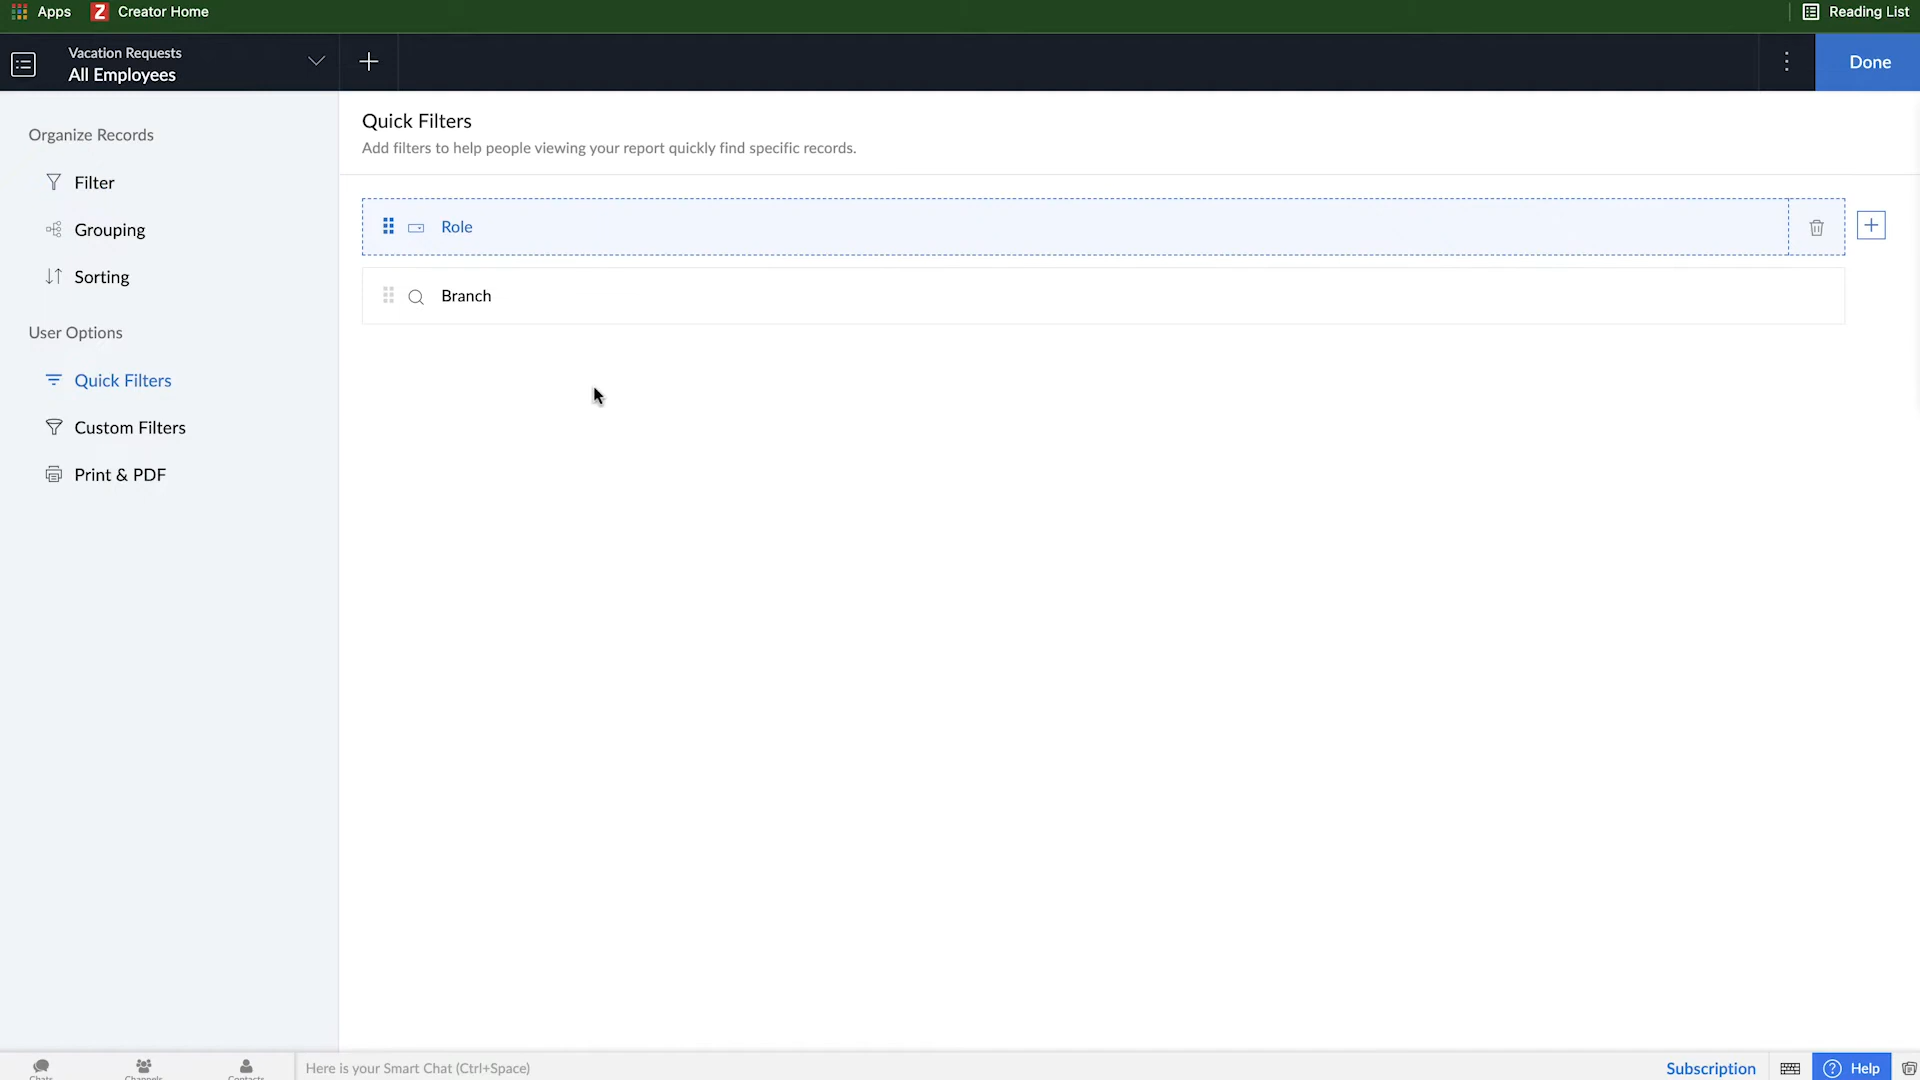 Apps
Z Creator Home
Reading List
Vacation Requests
All Employees
Done
Organize Records
Filter
Grouping
Sorting
User Options
Quick Filters
Custom Filters
Print & PDF
Quick Filters
Add filters to help people viewing your report quickly find specific records.
Role
Branch
Chats
Channels
Contacts
Here is your Smart Chat (Ctrl+Space)
Subscription
? Help